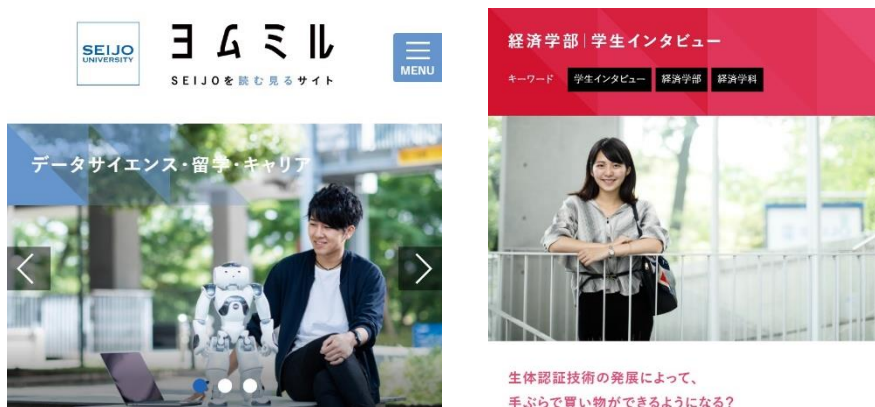 SEIJO
UNIVERSITY
ヨムミル
SEIJOを読む見るサイト
MENU
データサイエンス・留学・キャリア
経済学部|学生インタビュー
キーワード 学生インタビュー 経済学部 経済学科
生体認証技術の発展によって、
手ぶらで買い物ができるようになる?